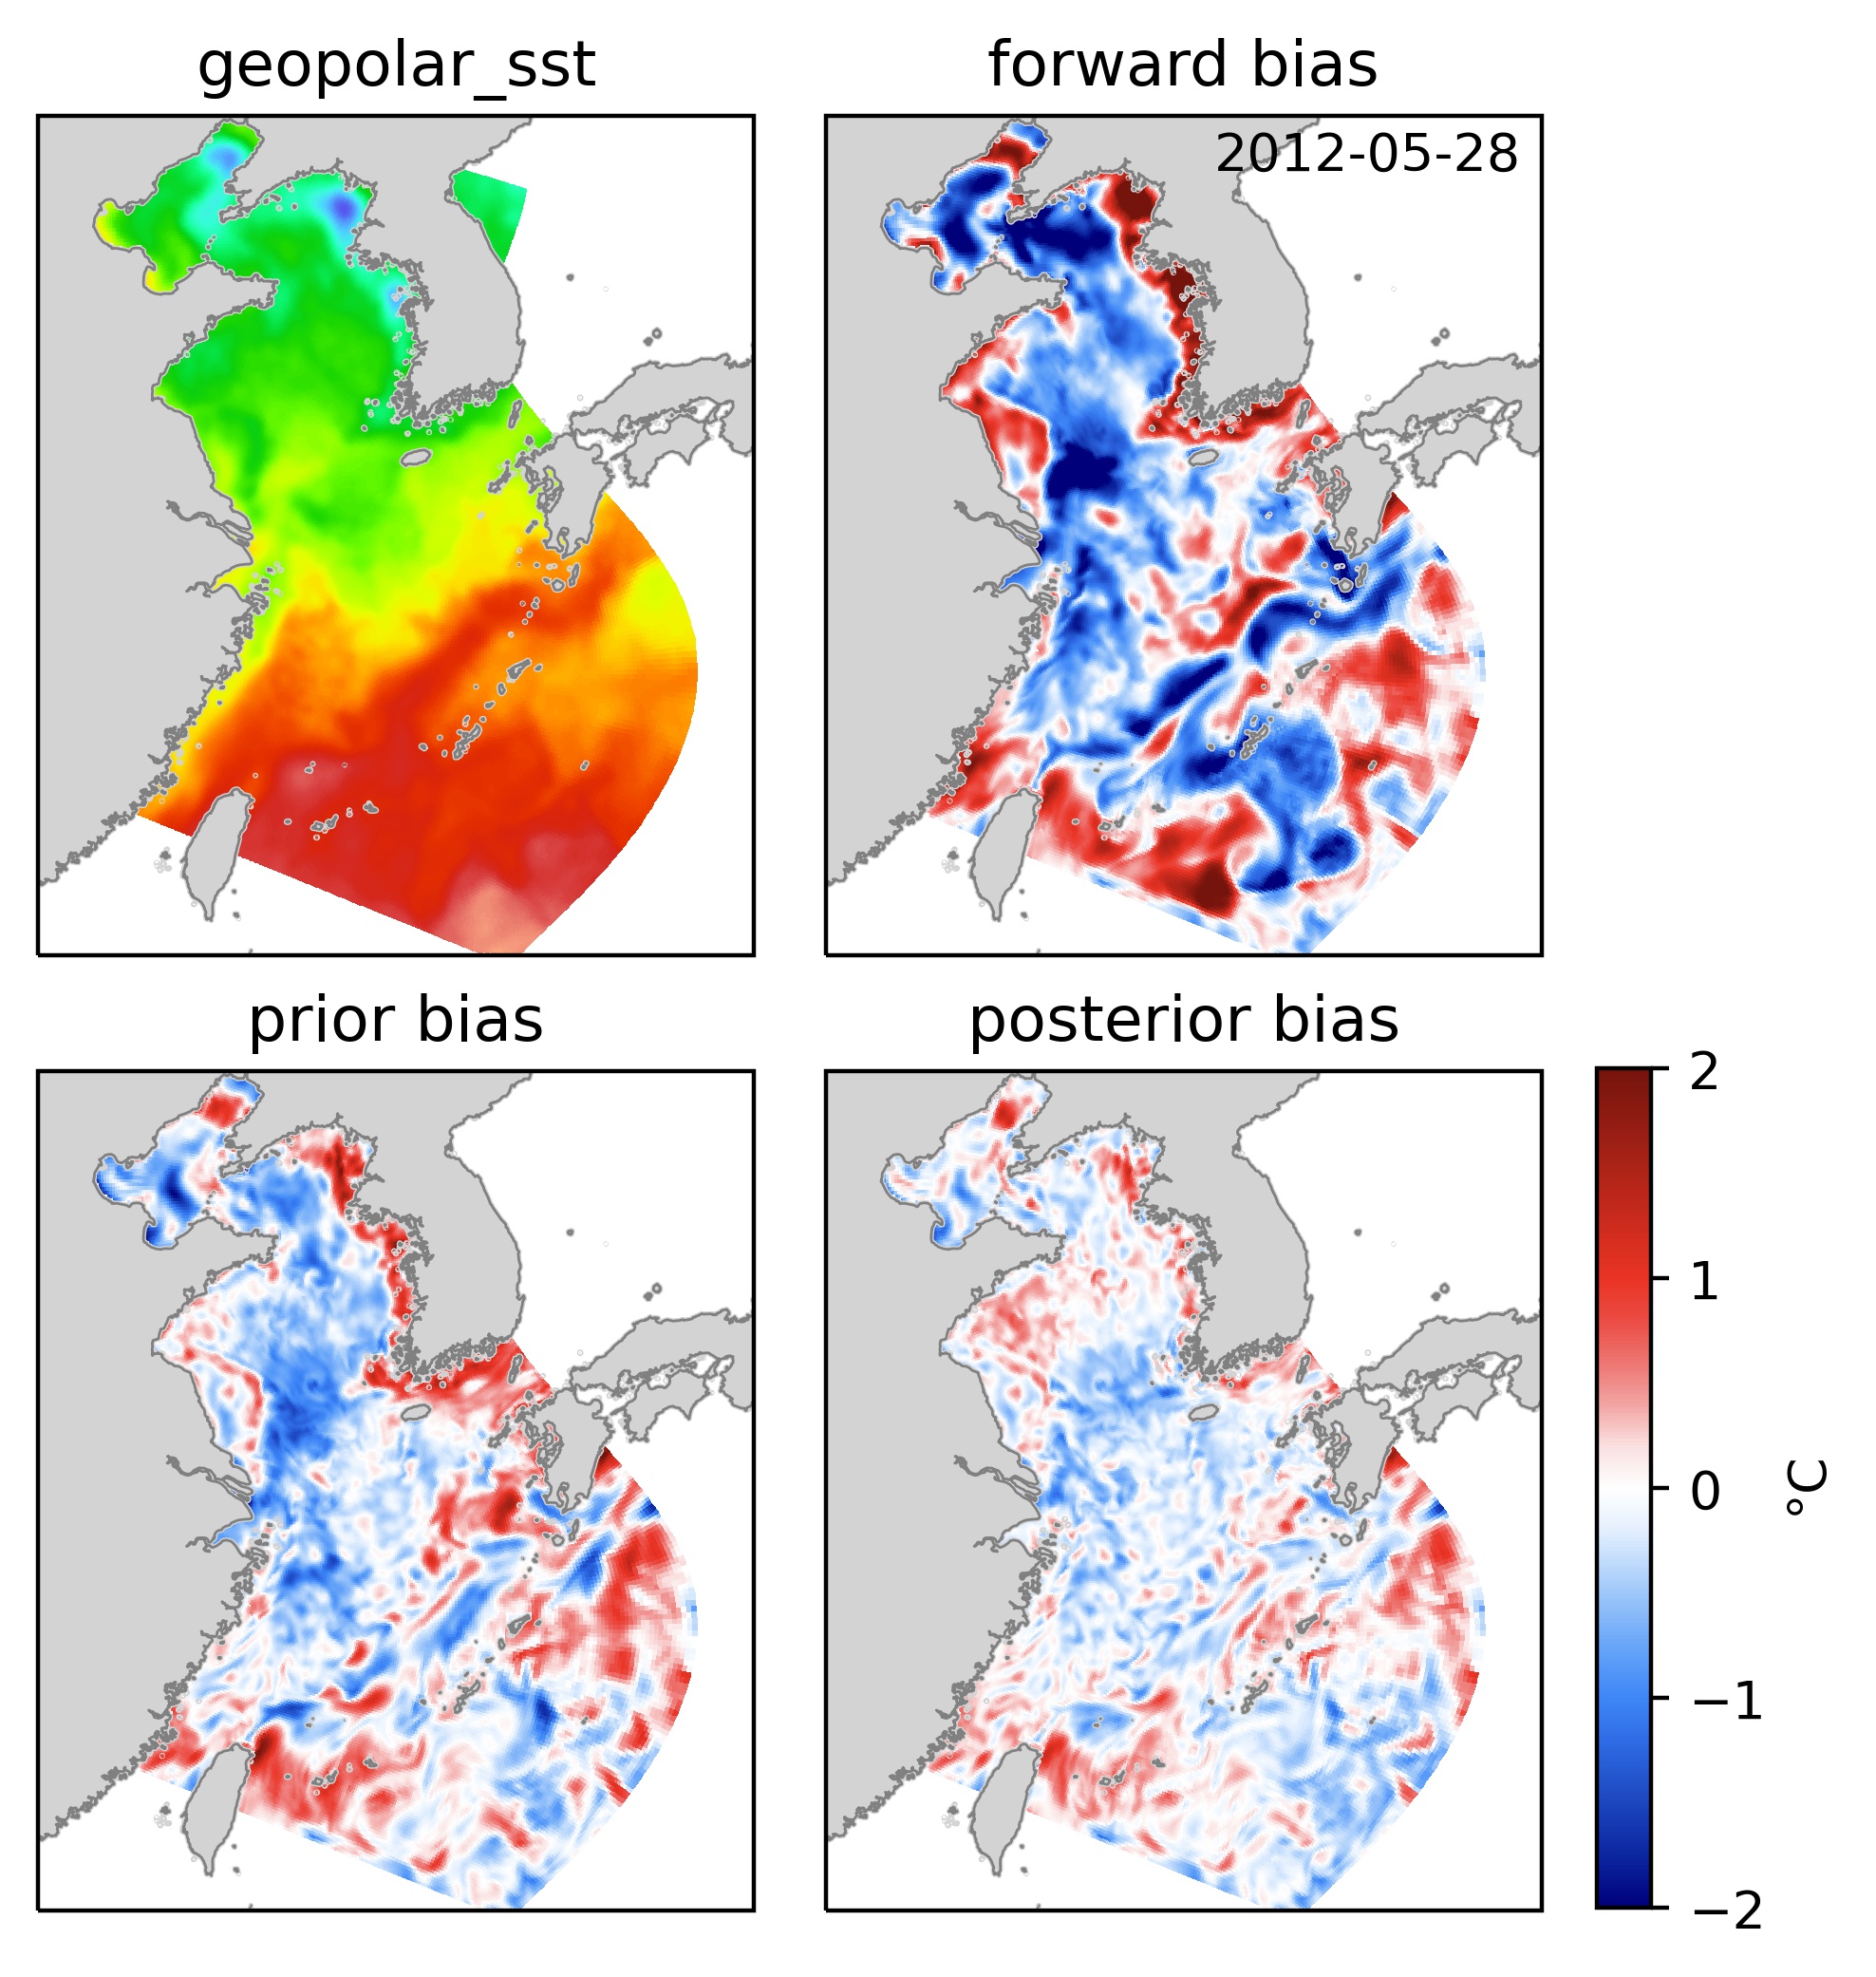 geopolar_sst
forward bias
2012-05-28
prior bias
posterior bias
2
1
0
−1
−2
°C